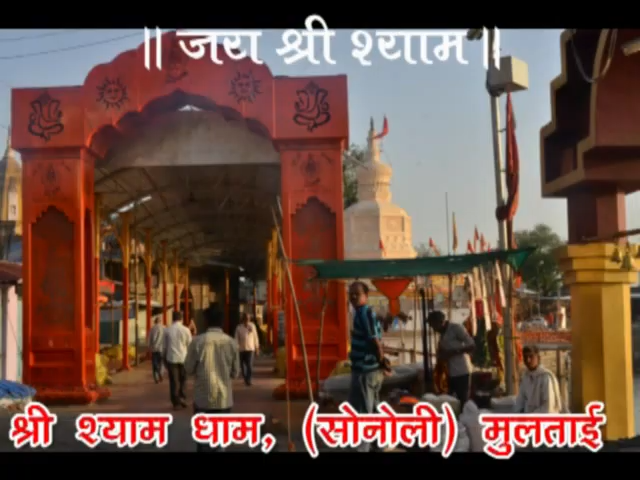 || जय श्री श्याम ||
श्री श्याम धाम, (सोनोली) मुलताई